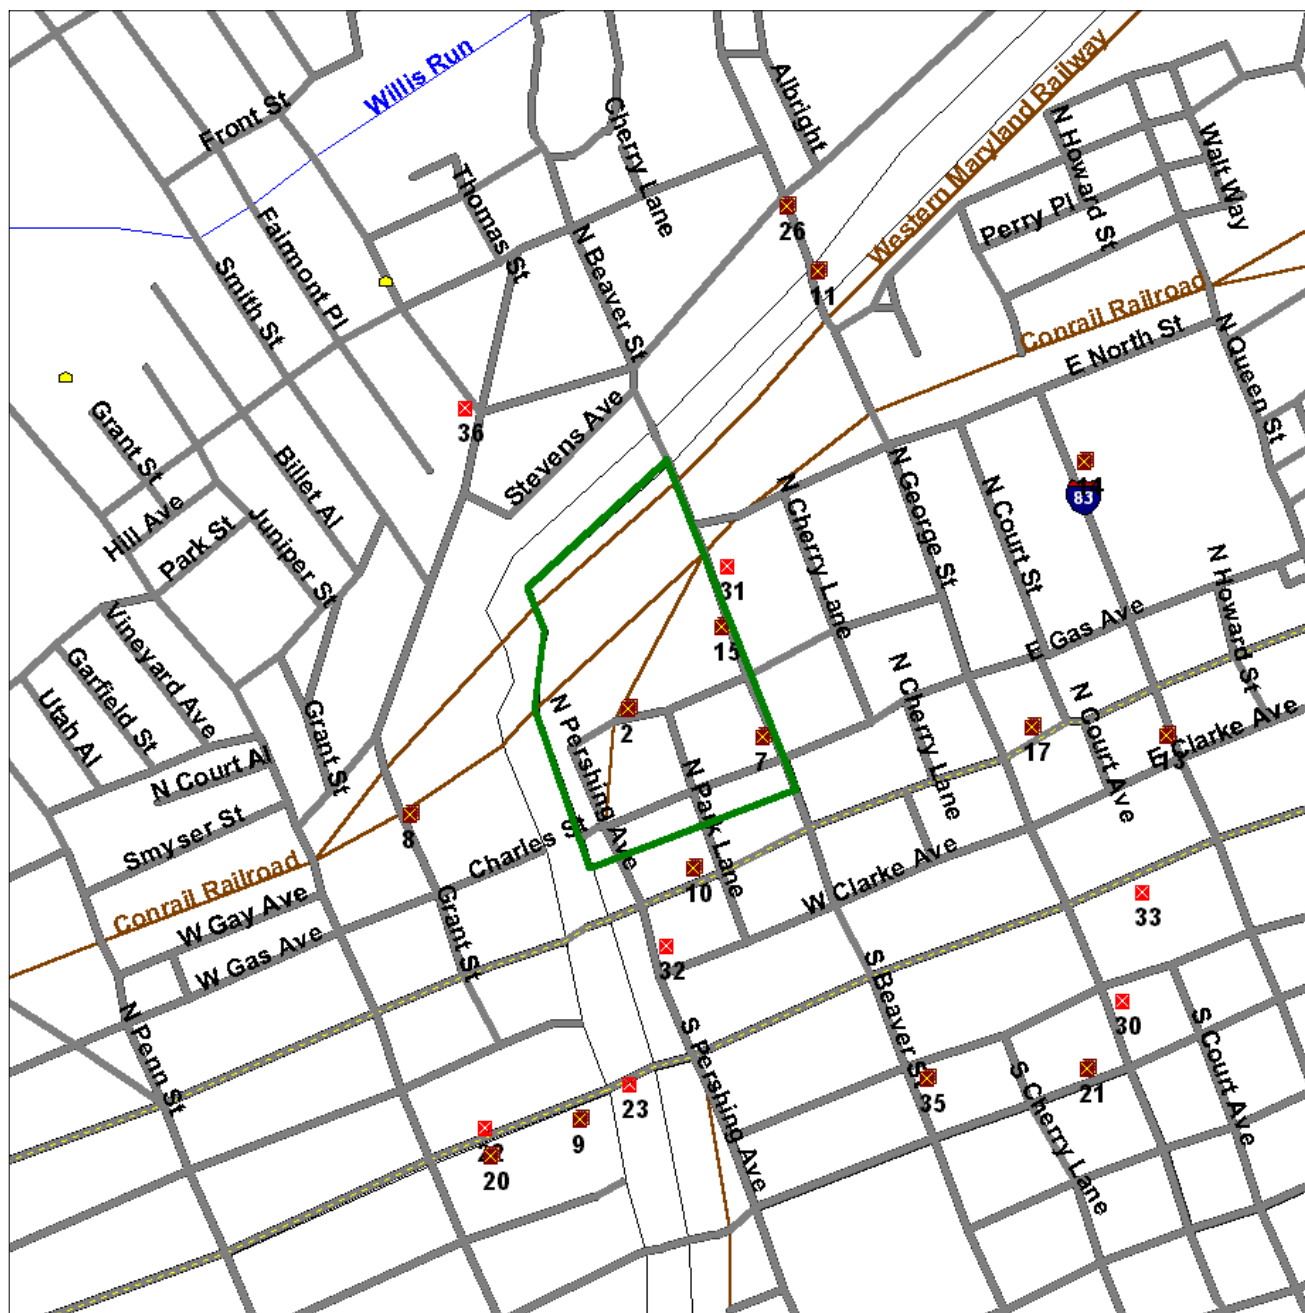 Willis Run
Front St
Albright
Cherry Lane
Western Maryland Railway
N Howard St
Walt Way
Thomas St
Fairmont Pl
Perry Pl
N Beaver St
26
Smith St
11
Conrail Railroad
E North St
N Queen St
36
Stevens Ave
Grant St
Billet Al
Hill Ave
Park St
Juniper St
N George St
N Cherry Lane
N Court St
83
N Howard St
31
Vineyard Ave
Garfield St
Utah Al
15
E Gas Ave
N Pershing Ave
2
7
N Cherry Lane
N Court Ave
17
E Clarke Ave
13
Grant St
N Court Al
N Park Lane
Smyser St
8
Charles St
W Clarke Ave
10
Conrail Railroad
W Gay Ave
W Gas Ave
Grant St
33
32
N Penn St
S Beaver St
30
S Court Ave
S Pershing Ave
S Cherry Lane
23
35
21
9
20